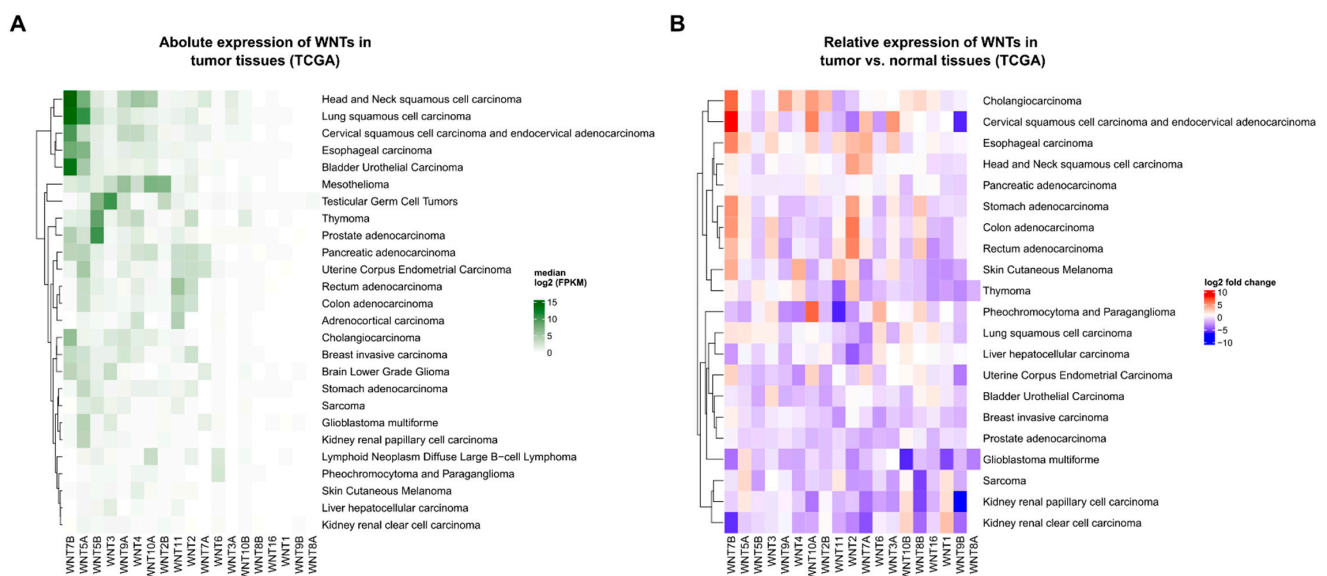 A
Abolute expression of WNTs in
tumor tissues (TCGA)
Head and Neck squamous cell carcinoma
Lung squamous cell carcinoma
Cervical squamous cell carcinoma and endocervical adenocarcinoma
Esophageal carcinoma
Bladder Urothelial Carcinoma
Mesothelioma
Testicular Germ Cell Tumors
Thymoma
Prostate adenocarcinoma
Pancreatic adenocarcinoma
Uterine Corpus Endometrial Carcinoma
Rectum adenocarcinoma
Colon adenocarcinoma
Adrenocortical carcinoma
Cholangiocarcinoma
Breast invasive carcinoma
Brain Lower Grade Glioma
Stomach adenocarcinoma
Sarcoma
Glioblastoma multiforme
Kidney renal papillary cell carcinoma
Lymphoid Neoplasm Diffuse Large B−cell Lymphoma
Pheochromocytoma and Paraganglioma
Skin Cutaneous Melanoma
Liver hepatocellular carcinoma
Kidney renal clear cell carcinoma
WNT7B
WNT5A
WNT5B
WNT3
WNT9A
WNT4
WNT10A
WNT2B
WNT11
WNT2
WNT7A
WNT6
WNT3A
WNT10B
WNT8B
WNT16
WNT1
WNT9B
WNT8A
median
log2 (FPKM)
15
10
5
0
B
Relative expression of WNTs in
tumor vs. normal tissues (TCGA)
Cholangiocarcinoma
Cervical squamous cell carcinoma and endocervical adenocarcinoma
Esophageal carcinoma
Head and Neck squamous cell carcinoma
Pancreatic adenocarcinoma
Stomach adenocarcinoma
Colon adenocarcinoma
Rectum adenocarcinoma
Skin Cutaneous Melanoma
Thymoma
Pheochromocytoma and Paraganglioma
Lung squamous cell carcinoma
Liver hepatocellular carcinoma
Uterine Corpus Endometrial Carcinoma
Bladder Urothelial Carcinoma
Breast invasive carcinoma
Prostate adenocarcinoma
Glioblastoma multiforme
Sarcoma
Kidney renal papillary cell carcinoma
Kidney renal clear cell carcinoma
WNT7B
WNT5A
WNT5B
WNT3
WNT9A
WNT4
WNT10A
WNT2B
WNT11
WNT2
WNT7A
WNT6
WNT3A
WNT10B
WNT8B
WNT16
WNT1
WNT9B
WNT8A
log2 fold change
10
5
0
−5
−10